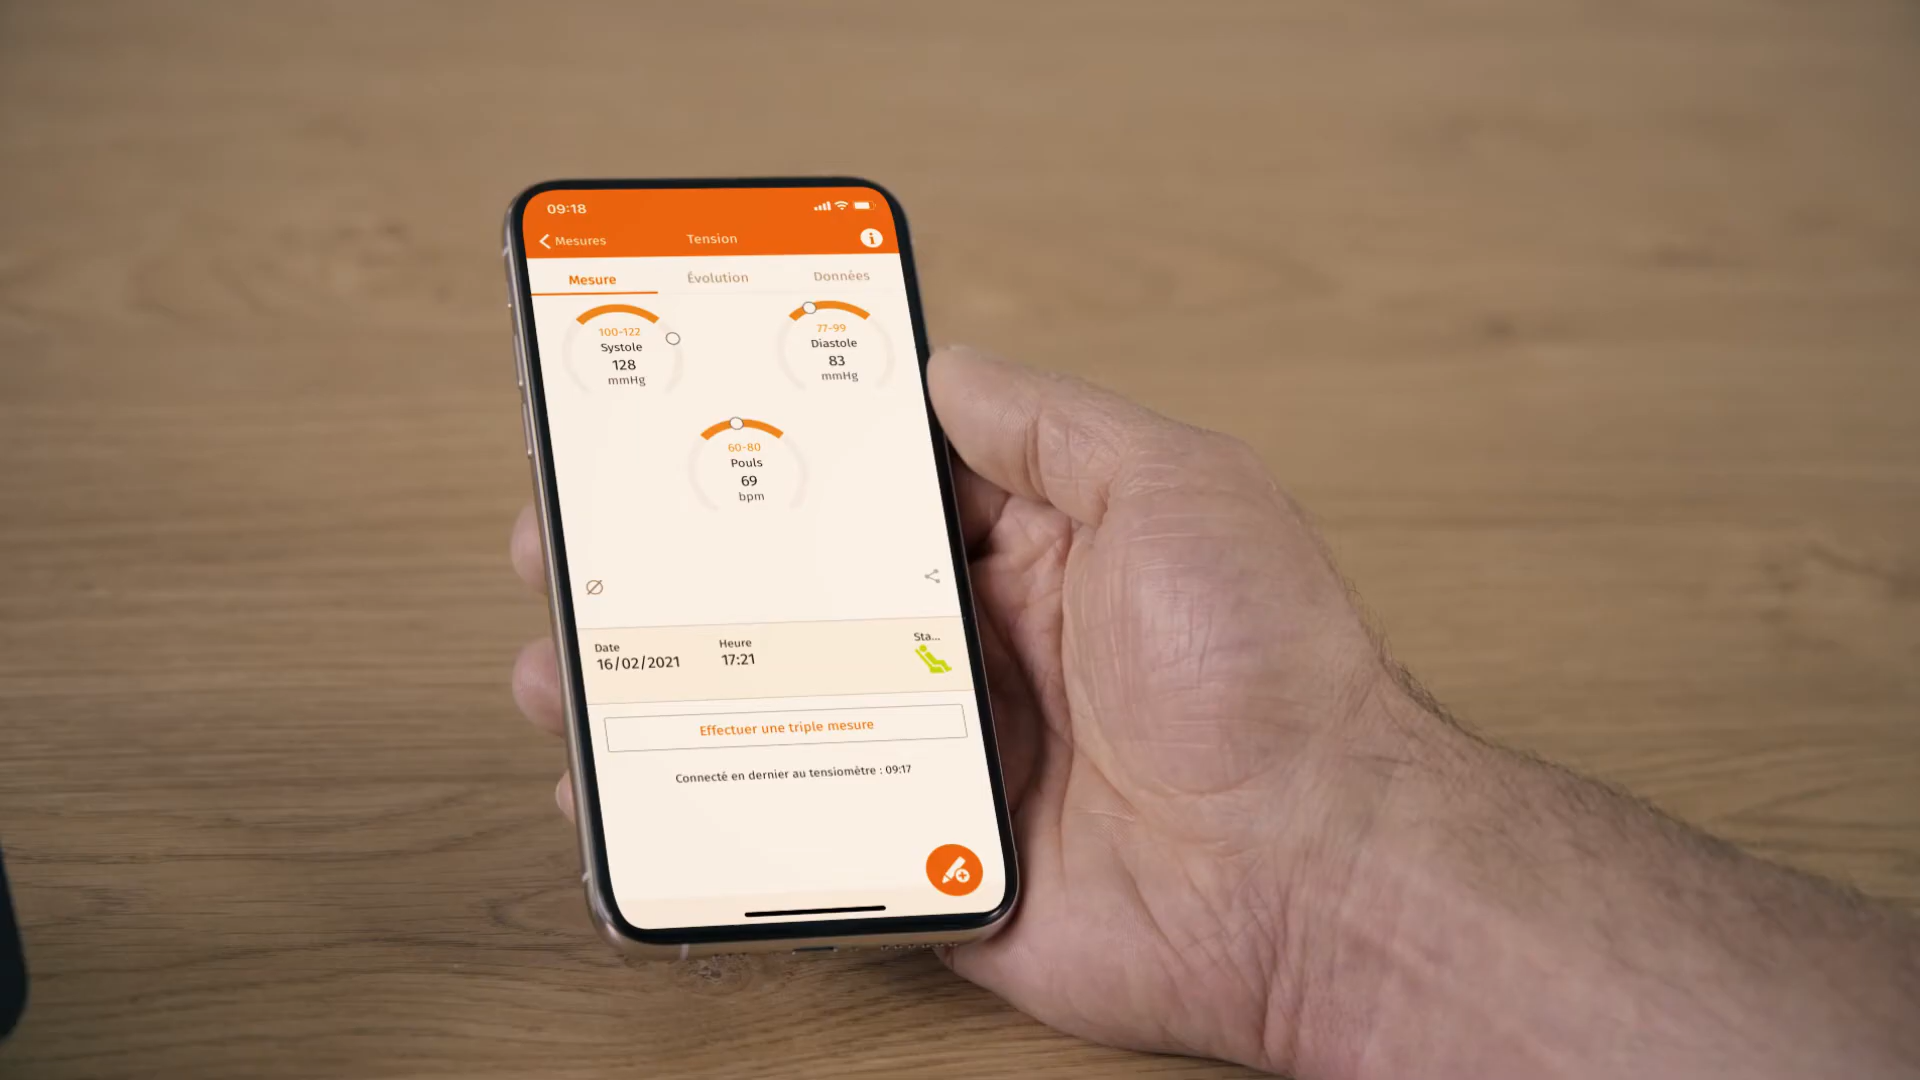 09:18
Mesures
Tension
Mesure
Évolution
Données
100-122
Systole
128
mmHg
77-99
Diastole
83
mmHg
60-80
Pouls
69
bpm
Date
16/02/2021
Heure
17:21
Sta...
Effectuer une triple mesure
Connecté en dernier au tensiomètre : 09:17